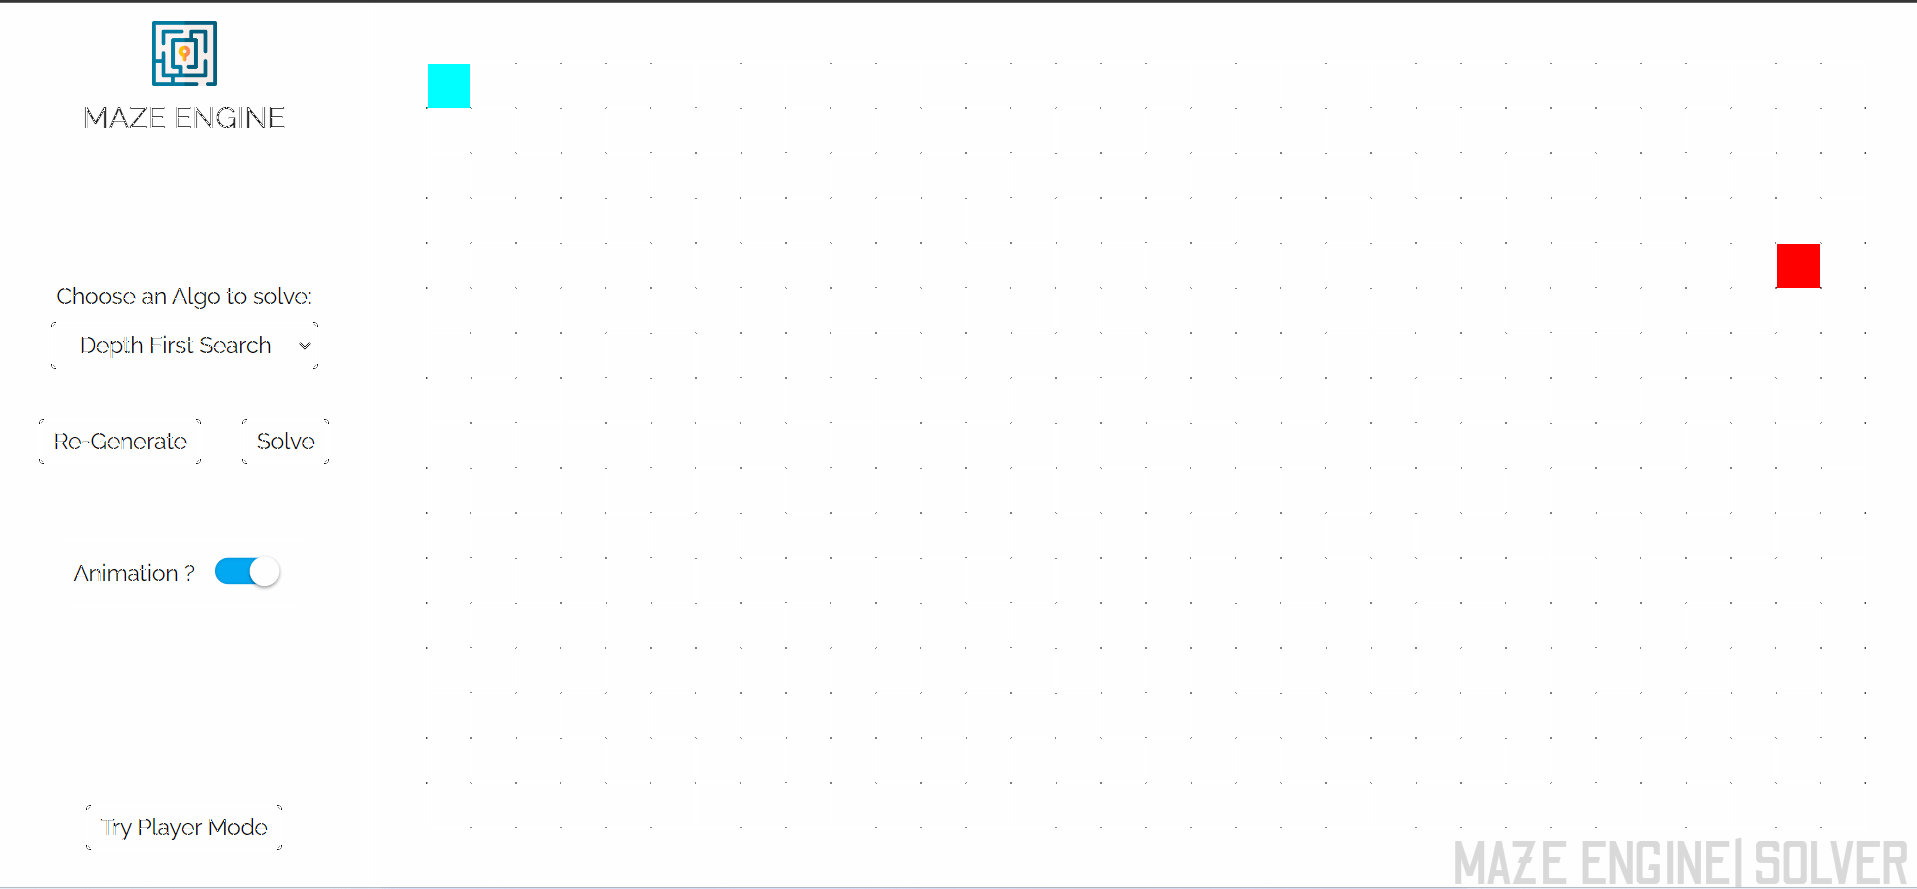 MAZE ENGINE
Choose an Algo to solve:
Depth First Search
Re-Generate
Solve
Animation ?
Try Player Mode
MAZE ENGINE| SOLVER